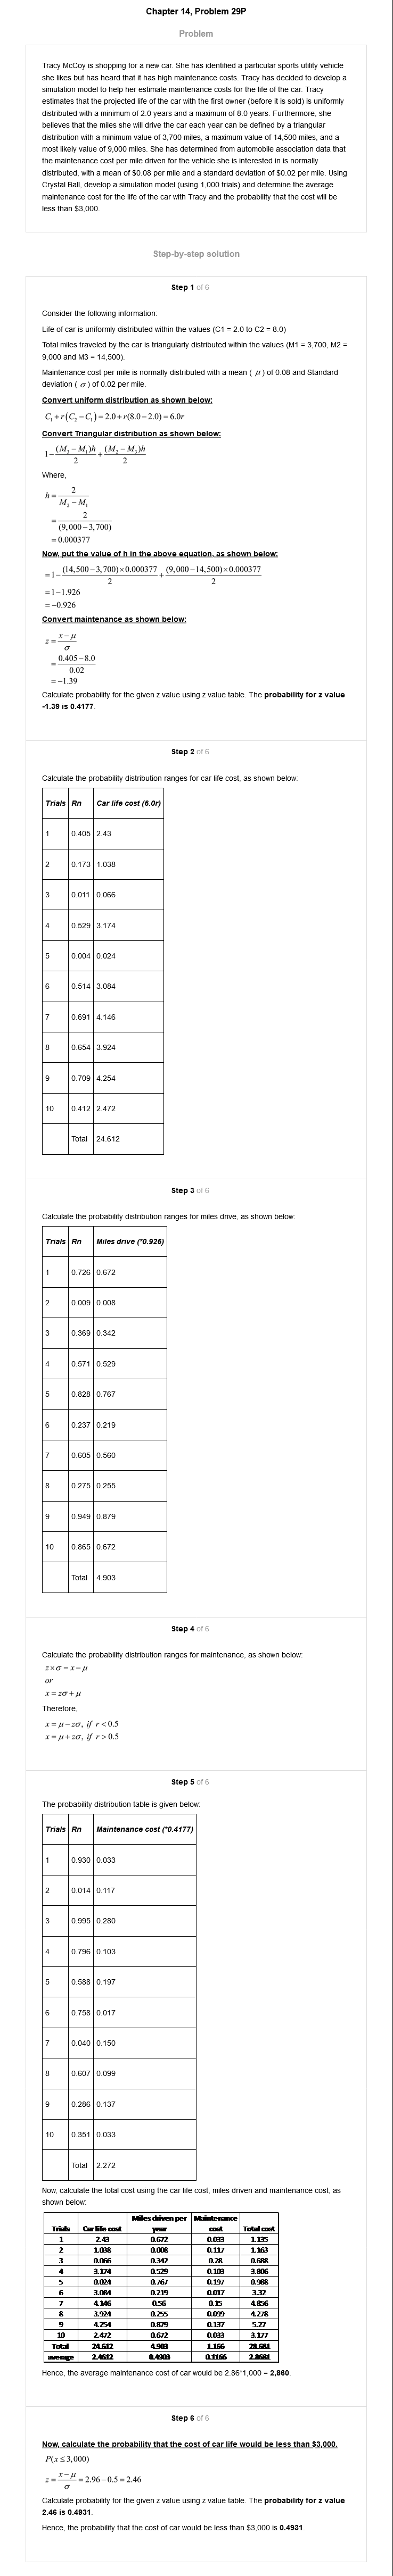 Chapter 14, Problem 29P
Problem
Tracy McCoy is shopping for a new car. She has identified a particular sports utility vehicle
she likes but has heard that it has high maintenance costs. Tracy has decided to develop a
simulation model to help her estimate maintenance costs for the life of the car. Tracy
estimates that the projected life of the car with the first owner (before it is sold) is uniformly
distributed with a minimum of 2.0 years and a maximum of 8.0 years. Furthermore, she
believes that the miles she will drive the car each year can be defined by a triangular
distribution with a minimum value of 3,700 miles, a maximum value of 14,500 miles, and a
most likely value of 9,000 miles. She has determined from automobile association data that
the maintenance cost per mile driven for the vehicle she is interested in is normally
distributed, with a mean of $0.08 per mile and a standard deviation of $0.02 per mile. Using
Crystal Ball, develop a simulation model (using 1,000 trials) and determine the average
maintenance cost for the life of the car with Tracy and the probability that the cost will be
less than $3,000.
Step-by-step solution
Step 1 of 6
Consider the following information:
Life of car is uniformly distributed within the values (C1 = 2.0 to C2 = 8.0)
Total miles traveled by the car is triangularly distributed within the values (M1 = 3,700, M2 =
9,000 and M3 = 14,500).
Maintenance cost per mile is normally distributed with a mean ( μ ) of 0.08 and Standard
deviation ( σ ) of 0.02 per mile.
Convert uniform distribution as shown below:
C₁ + r(C₂ − C₁) = 2.0 + r(8.0 − 2.0) = 6.0r
Convert Triangular distribution as shown below:
1 − (M₃ − M₁)h / 2 + (M₂ − M₃)h / 2
Where,
h = 2 / (M₂ − M₁)
= 2 / (9,000 − 3,700)
= 0.000377
Now, put the value of h in the above equation, as shown below:
= 1 − (14,500 − 3,700) × 0.000377 / 2 + (9,000 − 14,500) × 0.000377 / 2
= 1 − 1.926
= −0.926
Convert maintenance as shown below:
z = (x − μ) / σ
= (0.405 − 8.0) / 0.02
= −1.39
Calculate probability for the given z value using z value table. The probability for z value
-1.39 is 0.4177.
Step 2 of 6
Calculate the probability distribution ranges for car life cost, as shown below:
Trials Rn Car life cost (6.0r)
1 0.405 2.43
2 0.173 1.038
3 0.011 0.066
4 0.529 3.174
5 0.004 0.024
6 0.514 3.084
7 0.691 4.146
8 0.654 3.924
9 0.709 4.254
10 0.412 2.472
Total 24.612
Step 3 of 6
Calculate the probability distribution ranges for miles drive, as shown below:
Trials Rn Miles drive (*0.926)
1 0.726 0.672
2 0.009 0.008
3 0.369 0.342
4 0.571 0.529
5 0.828 0.767
6 0.237 0.219
7 0.605 0.560
8 0.275 0.255
9 0.949 0.879
10 0.865 0.672
Total 4.903
Step 4 of 6
Calculate the probability distribution ranges for maintenance, as shown below:
z × σ = x − μ
or
x = zσ + μ
Therefore,
x = μ − zσ, if r < 0.5
x = μ + zσ, if r > 0.5
Step 5 of 6
The probability distribution table is given below:
Trials Rn Maintenance cost (*0.4177)
1 0.930 0.033
2 0.014 0.117
3 0.995 0.280
4 0.796 0.103
5 0.588 0.197
6 0.758 0.017
7 0.040 0.150
8 0.607 0.099
9 0.286 0.137
10 0.351 0.033
Total 2.272
Now, calculate the total cost using the car life cost, miles driven and maintenance cost, as
shown below:
Miles driven per Maintenance
Trials Car life cost year cost Total cost
1 2.43 0.672 0.033 1.135
2 1.038 0.008 0.117 1.163
3 0.066 0.342 0.28 0.688
4 3.174 0.529 0.103 3.806
5 0.024 0.767 0.197 0.988
6 3.084 0.219 0.017 3.32
7 4.146 0.56 0.15 4.856
8 3.924 0.255 0.099 4.278
9 4.254 0.879 0.137 5.27
10 2.472 0.672 0.033 3.177
Total 24.612 4.903 1.166 28.681
average 2.4612 0.4903 0.1166 2.8681
Hence, the average maintenance cost of car would be 2.86*1,000 = 2,860.
Step 6 of 6
Now, calculate the probability that the cost of car life would be less than $3,000.
P(x ≤ 3,000)
z = (x − μ) / σ = 2.96 − 0.5 = 2.46
Calculate probability for the given z value using z value table. The probability for z value
2.46 is 0.4931.
Hence, the probability that the cost of car would be less than $3,000 is 0.4931.